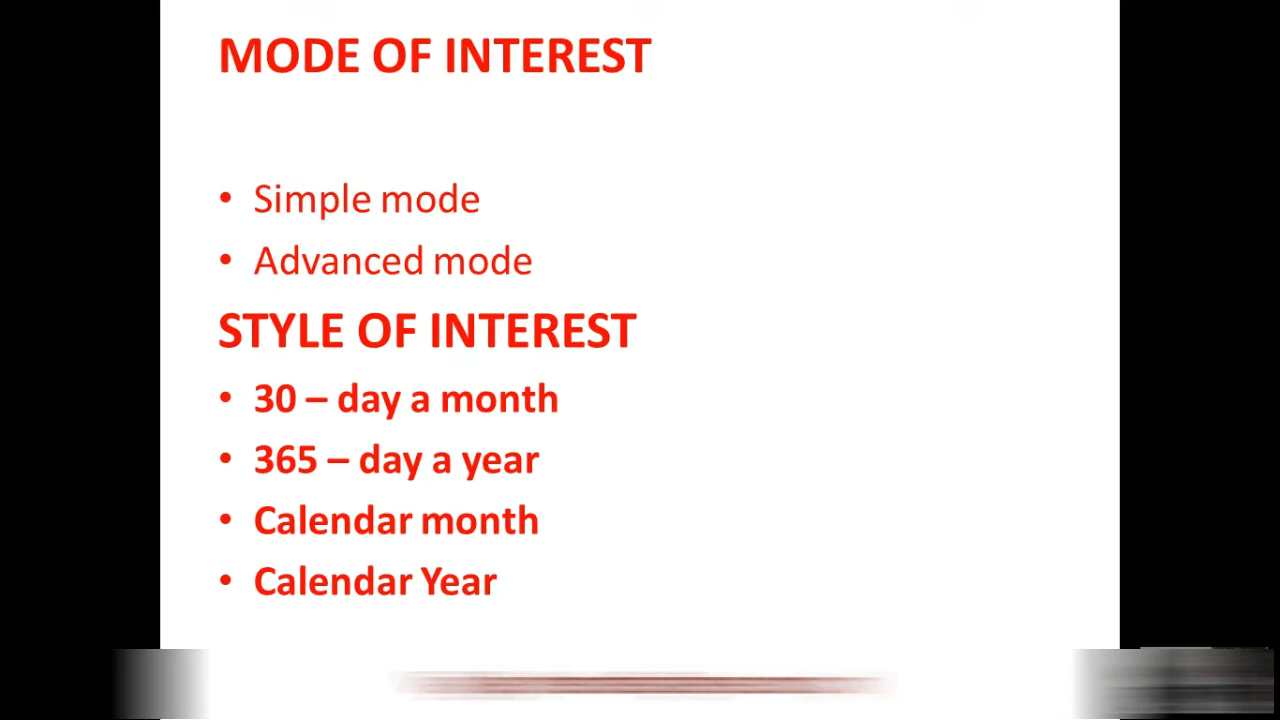 MODE OF INTEREST
• Simple mode
• Advanced mode
STYLE OF INTEREST
• 30 – day a month
• 365 – day a year
• Calendar month
• Calendar Year